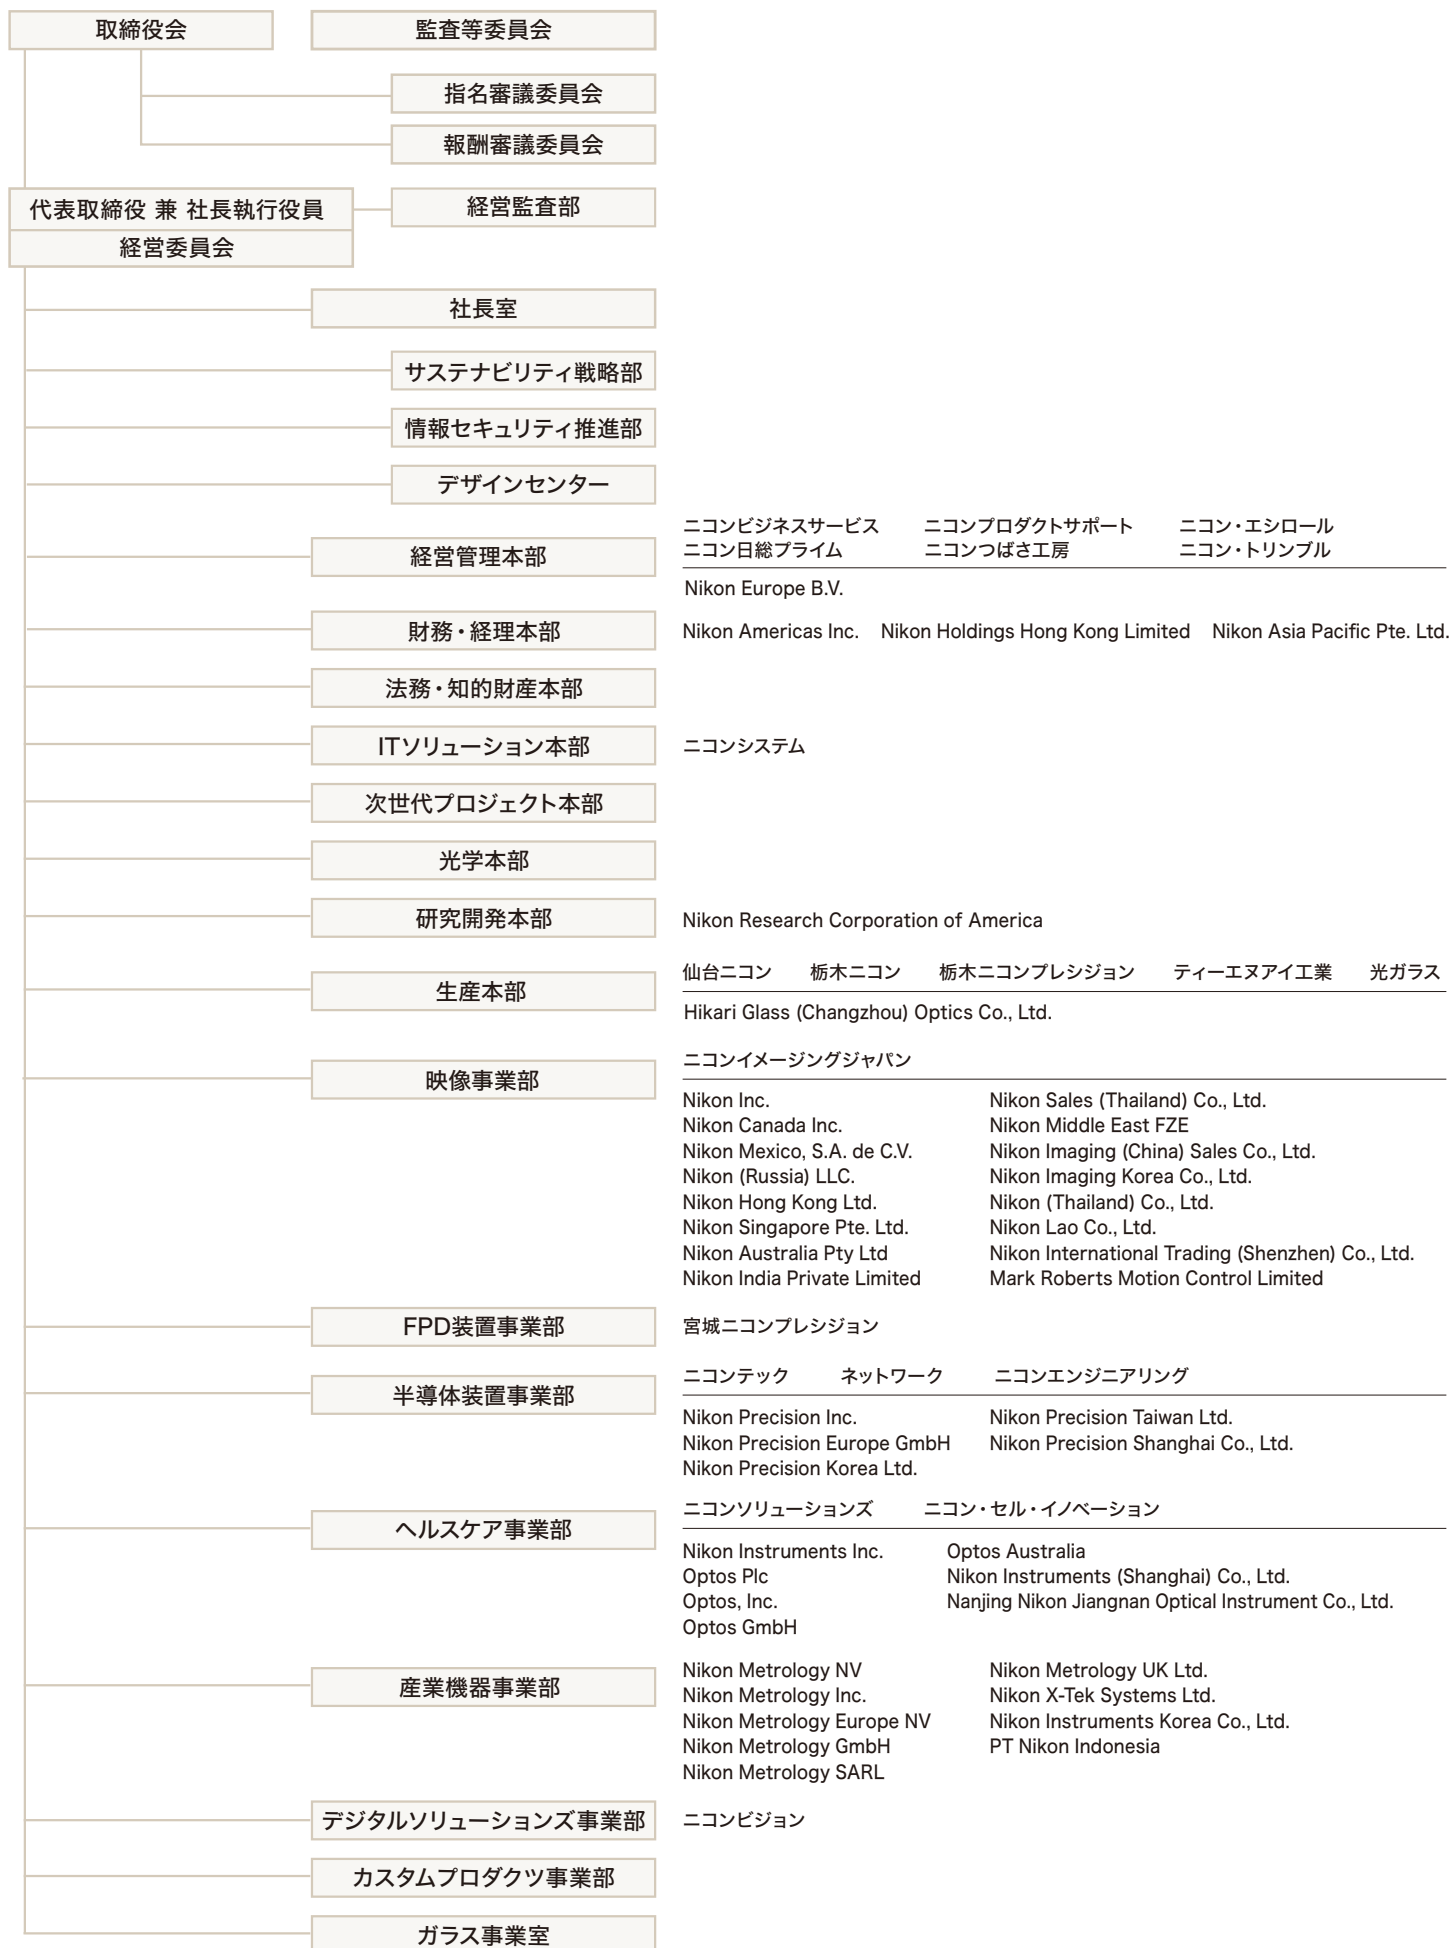 取締役会
監査等委員会
指名審議委員会
報酬審議委員会
代表取締役 兼 社長執行役員
経営監査部
経営委員会
社長室
サステナビリティ戦略部
情報セキュリティ推進部
デザインセンター
経営管理本部
ニコンビジネスサービス ニコンプロダクトサポート ニコン・エシロール
ニコン日総プライム ニコンつばさ工房 ニコン・トリンブル
Nikon Europe B.V.
財務・経理本部
Nikon Americas Inc. Nikon Holdings Hong Kong Limited Nikon Asia Pacific Pte. Ltd.
法務・知的財産本部
ITソリューション本部
ニコンシステム
次世代プロジェクト本部
光学本部
研究開発本部
Nikon Research Corporation of America
生産本部
仙台ニコン 栃木ニコン 栃木ニコンプレシジョン ティーエヌアイ工業 光ガラス
Hikari Glass (Changzhou) Optics Co., Ltd.
映像事業部
ニコンイメージングジャパン
Nikon Inc. Nikon Sales (Thailand) Co., Ltd.
Nikon Canada Inc. Nikon Middle East FZE
Nikon Mexico, S.A. de C.V. Nikon Imaging (China) Sales Co., Ltd.
Nikon (Russia) LLC. Nikon Imaging Korea Co., Ltd.
Nikon Hong Kong Ltd. Nikon (Thailand) Co., Ltd.
Nikon Singapore Pte. Ltd. Nikon Lao Co., Ltd.
Nikon Australia Pty Ltd Nikon International Trading (Shenzhen) Co., Ltd.
Nikon India Private Limited Mark Roberts Motion Control Limited
FPD装置事業部
宮城ニコンプレシジョン
半導体装置事業部
ニコンテック ネットワーク ニコンエンジニアリング
Nikon Precision Inc. Nikon Precision Taiwan Ltd.
Nikon Precision Europe GmbH Nikon Precision Shanghai Co., Ltd.
Nikon Precision Korea Ltd.
ヘルスケア事業部
ニコンソリューションズ ニコン・セル・イノベーション
Nikon Instruments Inc. Optos Australia
Optos Plc Nikon Instruments (Shanghai) Co., Ltd.
Optos, Inc. Nanjing Nikon Jiangnan Optical Instrument Co., Ltd.
Optos GmbH
産業機器事業部
Nikon Metrology NV Nikon Metrology UK Ltd.
Nikon Metrology Inc. Nikon X-Tek Systems Ltd.
Nikon Metrology Europe NV Nikon Instruments Korea Co., Ltd.
Nikon Metrology GmbH PT Nikon Indonesia
Nikon Metrology SARL
デジタルソリューションズ事業部
ニコンビジョン
カスタムプロダクツ事業部
ガラス事業室